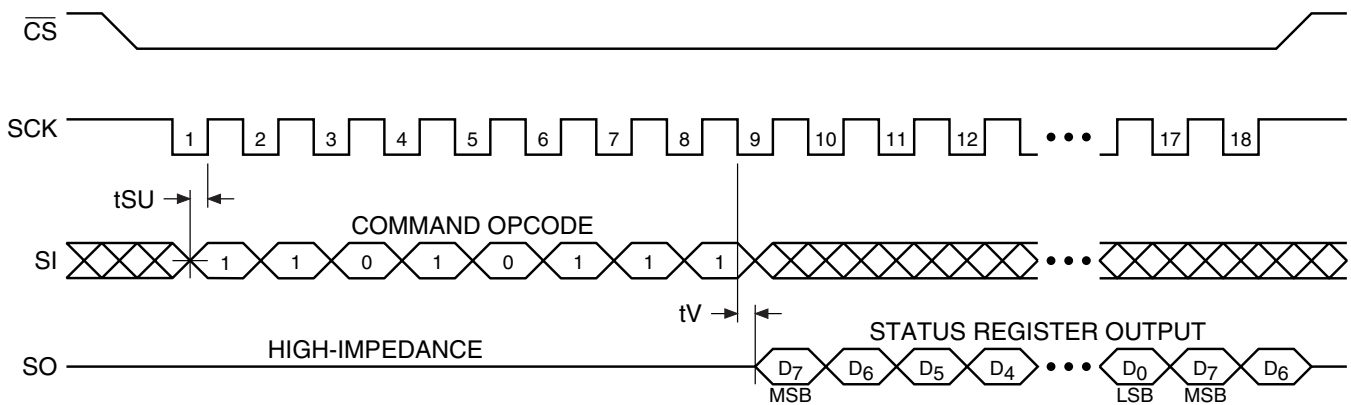 CS
SCK 1 2 3 4 5 6 7 8 9 10 11 12 ••• 17 18
tSU
COMMAND OPCODE
SI 1 1 0 1 0 1 1 1 •••
tV
HIGH-IMPEDANCE STATUS REGISTER OUTPUT
SO D7 D6 D5 D4 ••• D0 D7 D6
MSB LSB MSB